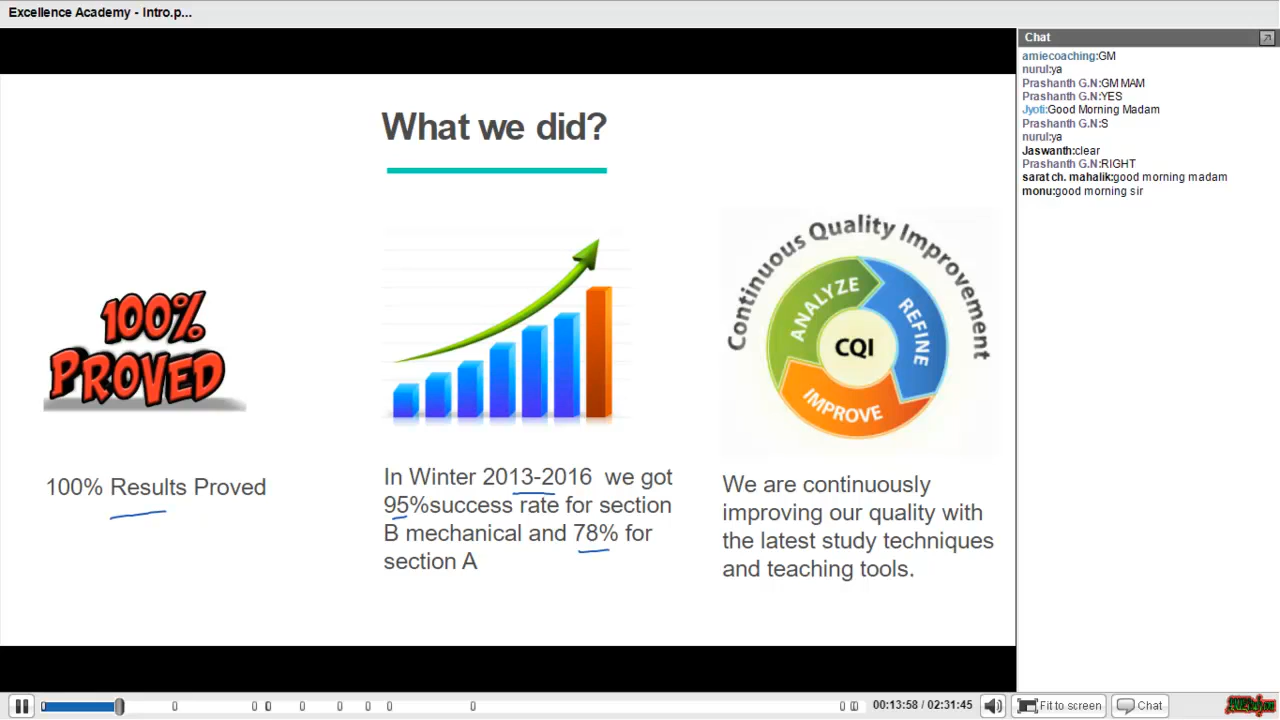 Excellence Academy - Intro.p...
What we did?
100%
PROVED
100% Results Proved
In Winter 2013-2016 we got
95%success rate for section
B mechanical and 78% for
section A
Continuous Quality Improvement
ANALYZE
REFINE
IMPROVE
CQI
We are continuously
improving our quality with
the latest study techniques
and teaching tools.
Chat
amiecoaching:GM
nurul:ya
Prashanth G.N:GM MAM
Prashanth G.N:YES
Jyoti:Good Morning Madam
Prashanth G.N:S
nurul:ya
Jaswanth:clear
Prashanth G.N:RIGHT
sarat ch. mahalik:good morning madam
monu:good morning sir
00:13:58 / 02:31:45
Fit to screen
Chat